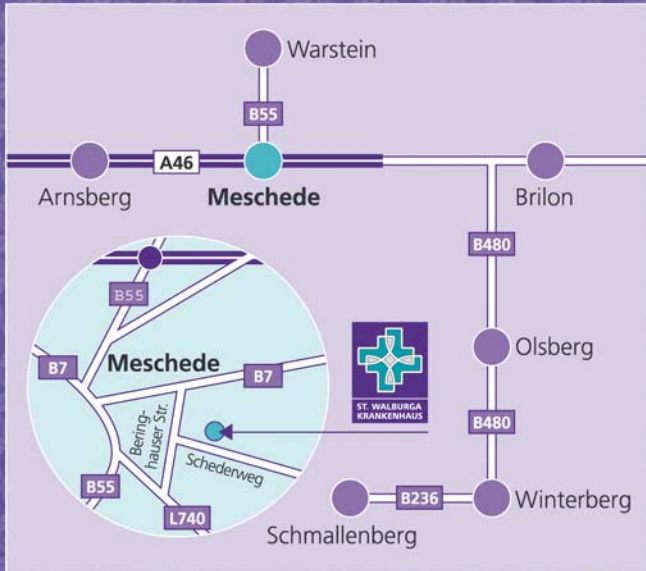 Warstein
B55
A46
Arnsberg
Meschede
Brilon
B480
B55
Olsberg
Meschede
B7
B7
ST. WALBURGA
KRANKENHAUS
Bering-
hauser Str.
B480
Schederweg
B55
L740
B236
Winterberg
Schmallenberg